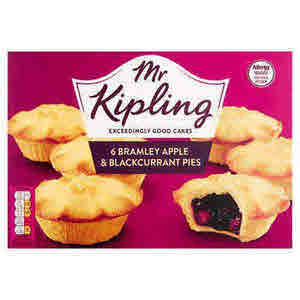 Mr.
Kipling
EXCEEDINGLY GOOD CAKES
6 BRAMLEY APPLE
& BLACKCURRANT PIES